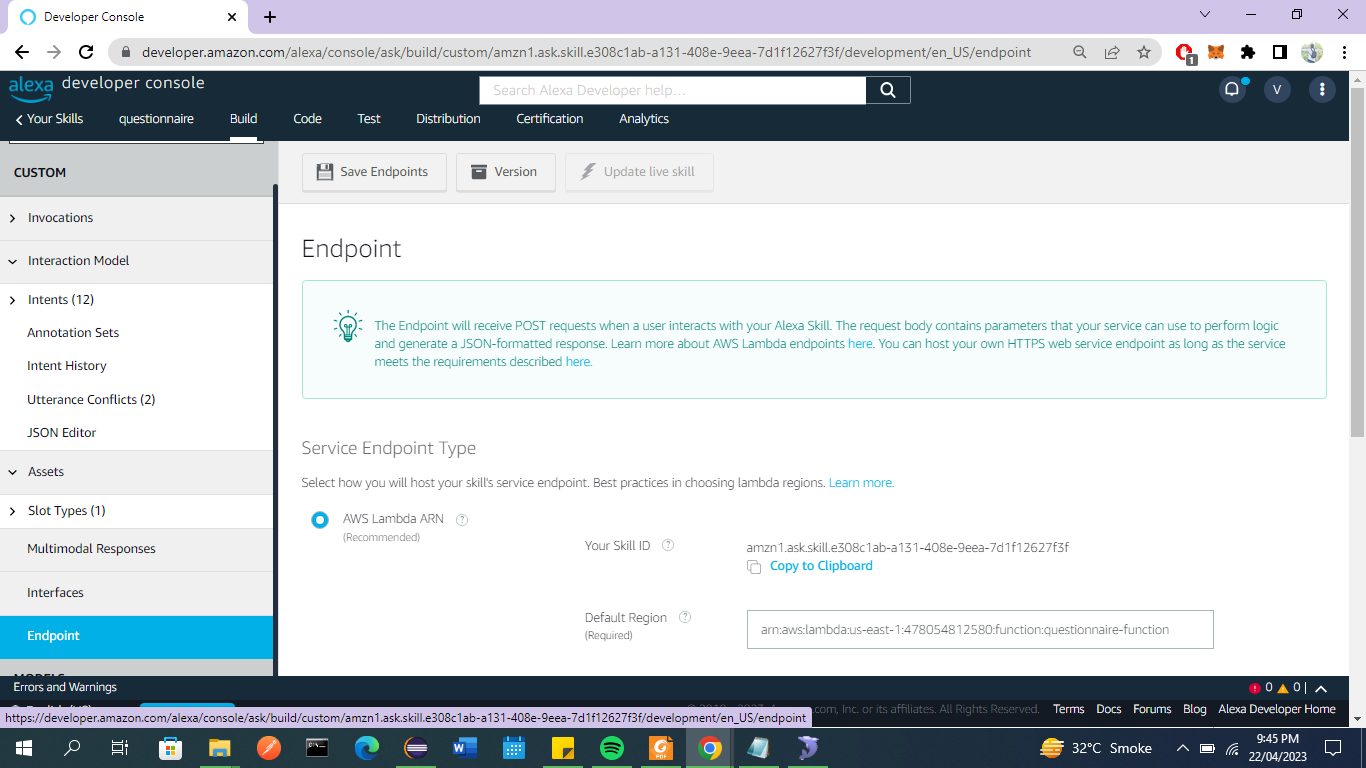 Developer Console
developer.amazon.com/alexa/console/ask/build/custom/amzn1.ask.skill.e308c1ab-a131-408e-9eea-7d1f12627f3f/development/en_US/endpoint
1
alexa developer console
Search Alexa Developer help...
V
Your Skills
questionnaire
Build
Code
Test
Distribution
Certification
Analytics
CUSTOM
Invocations
Interaction Model
Intents (12)
Annotation Sets
Intent History
Utterance Conflicts (2)
JSON Editor
Assets
Slot Types (1)
Multimodal Responses
Interfaces
Endpoint
MODELS
Save Endpoints
Version
Update live skill
Endpoint
The Endpoint will receive POST requests when a user interacts with your Alexa Skill. The request body contains parameters that your service can use to perform logic
and generate a JSON-formatted response. Learn more about AWS Lambda endpoints here. You can host your own HTTPS web service endpoint as long as the service
meets the requirements described here.
Service Endpoint Type
Select how you will host your skill's service endpoint. Best practices in choosing lambda regions. Learn more.
AWS Lambda ARN
(Recommended)
Your Skill ID
amzn1.ask.skill.e308c1ab-a131-408e-9eea-7d1f12627f3f
Copy to Clipboard
Default Region
(Required)
arn:aws:lambda:us-east-1:478054812580:function:questionnaire-function
Errors and Warnings
0
0
.com, Inc. or its affiliates. All Rights Reserved.
Terms
Docs
Forums
Blog
Alexa Developer Home
https://developer.amazon.com/alexa/console/ask/build/custom/amzn1.ask.skill.e308c1ab-a131-408e-9eea-7d1f12627f3f/development/en_US/endpoint
32°C Smoke
9:45 PM
22/04/2023